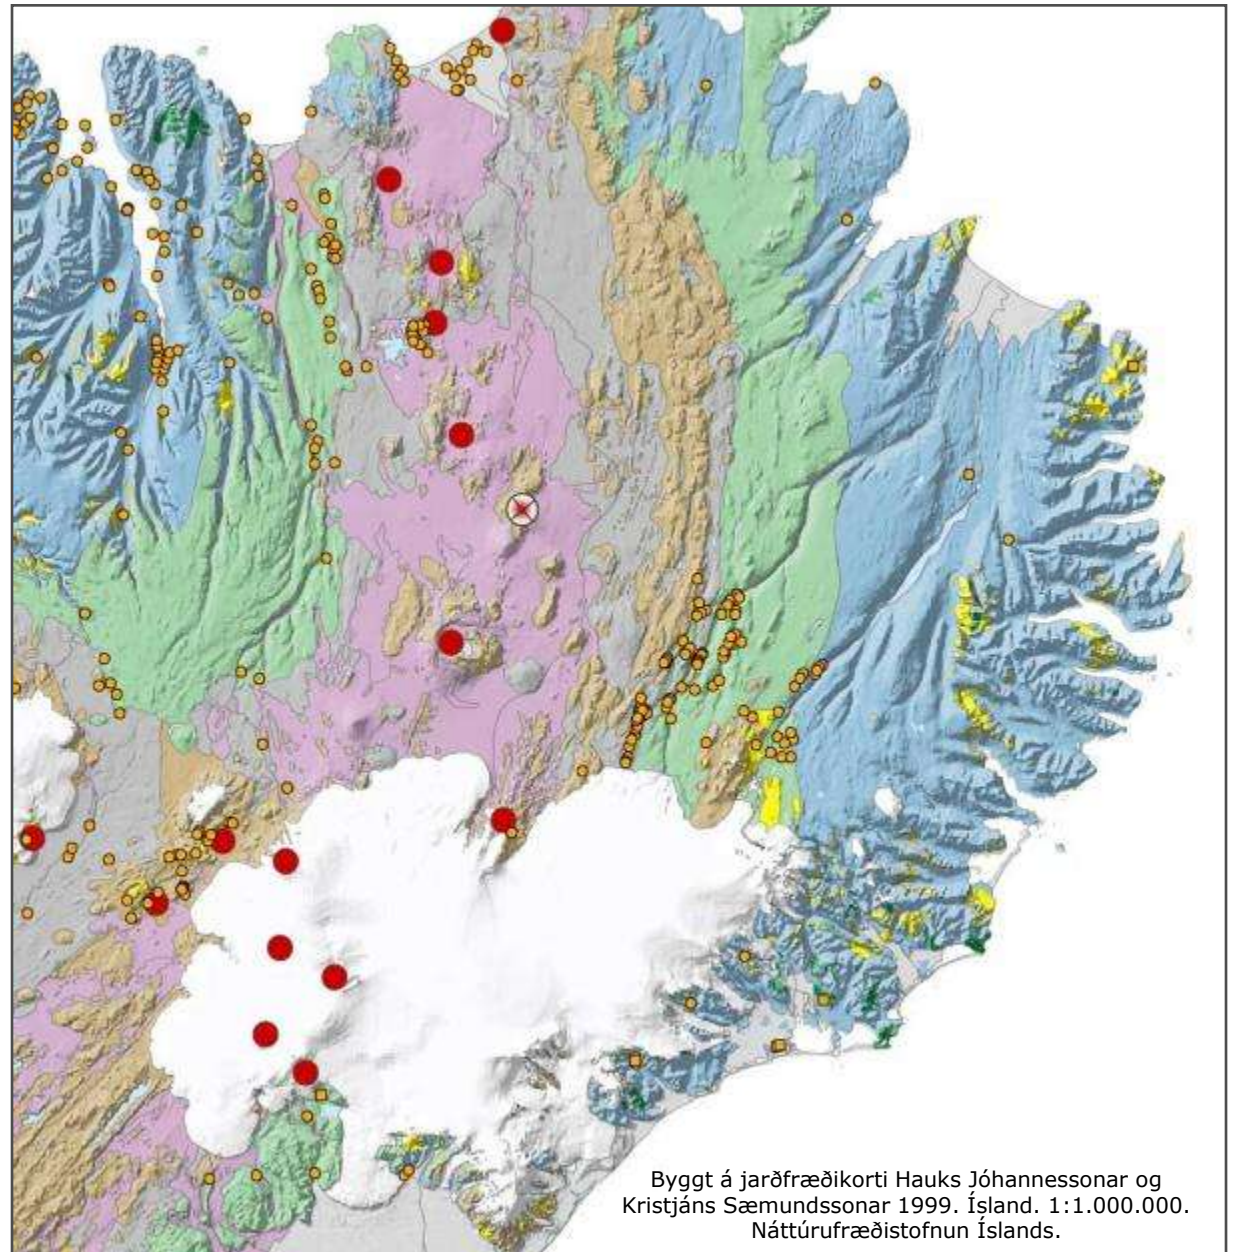 Byggt á jarðfræðikorti Hauks Jóhannessonar og
Kristjáns Sæmundssonar 1999. Ísland. 1:1.000.000.
Náttúrufræðistofnun Íslands.